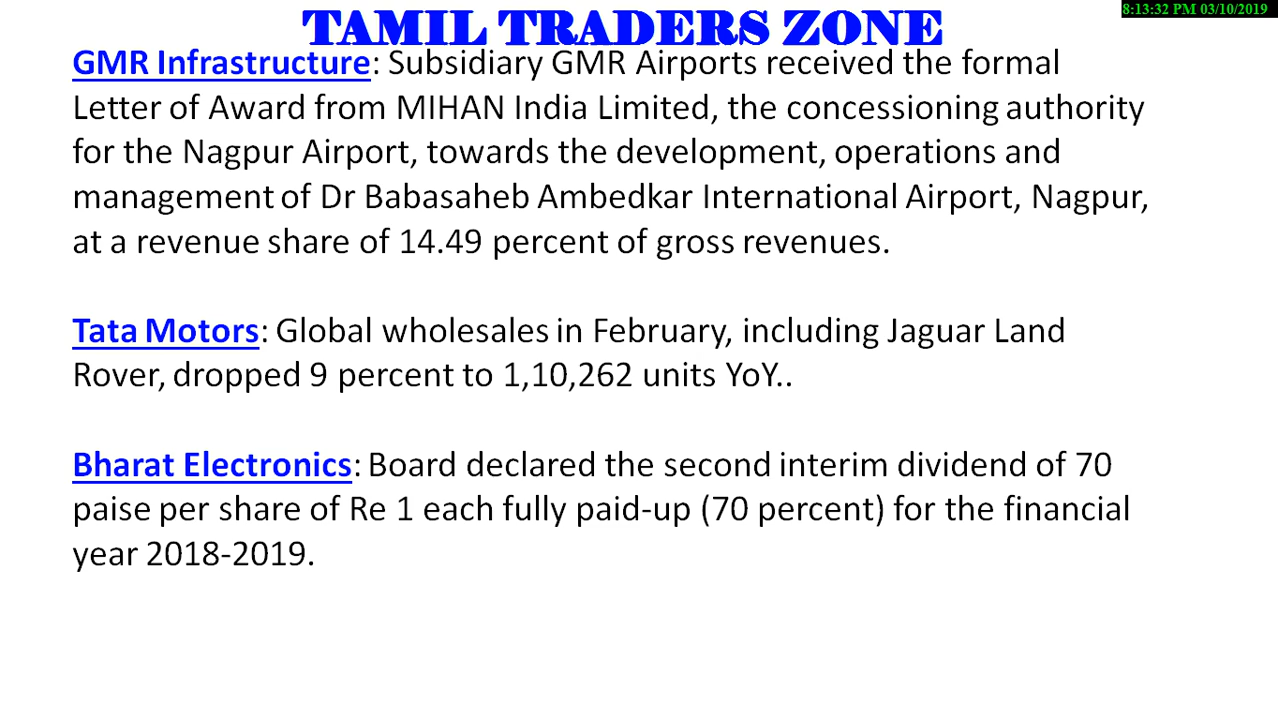 8:13:32 PM 03/10/2019
TAMIL TRADERS ZONE
GMR Infrastructure: Subsidiary GMR Airports received the formal
Letter of Award from MIHAN India Limited, the concessioning authority
for the Nagpur Airport, towards the development, operations and
management of Dr Babasaheb Ambedkar International Airport, Nagpur,
at a revenue share of 14.49 percent of gross revenues.
Tata Motors: Global wholesales in February, including Jaguar Land
Rover, dropped 9 percent to 1,10,262 units YoY..
Bharat Electronics: Board declared the second interim dividend of 70
paise per share of Re 1 each fully paid-up (70 percent) for the financial
year 2018-2019.